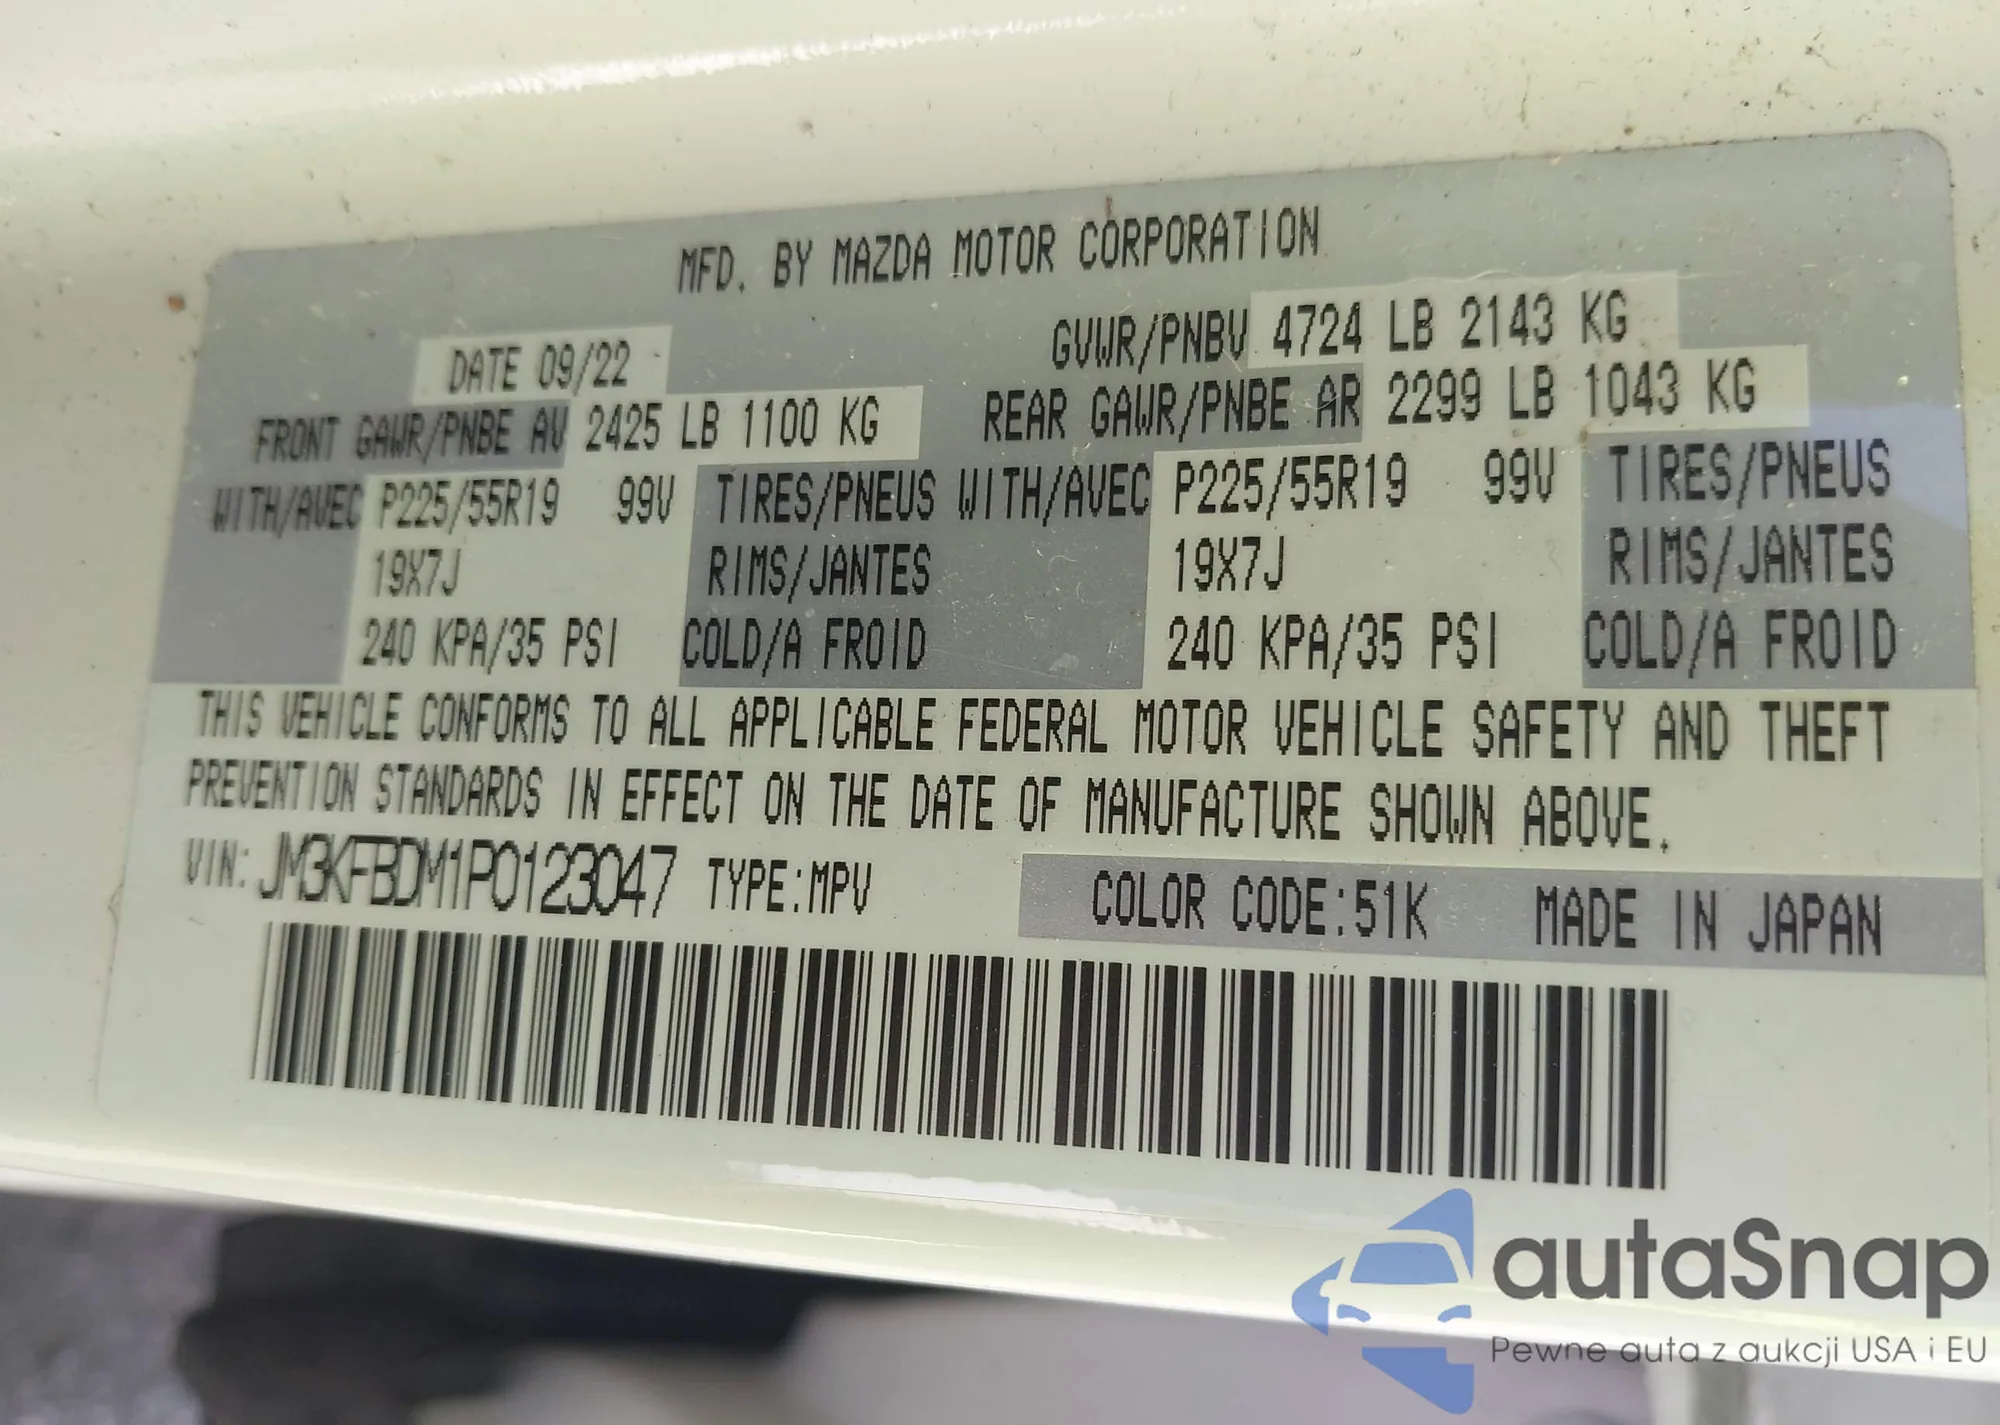 MFD. BY MAZDA MOTOR CORPORATION
DATE 09/22 GVWR/PNBV 4724 LB 2143 KG
FRONT GAWR/PNBE AV 2425 LB 1100 KG REAR GAWR/PNBE AR 2299 LB 1043 KG
WITH/AVEC P225/55R19 99V TIRES/PNEUS WITH/AVEC P225/55R19 99V TIRES/PNEUS
19X7J RIMS/JANTES 19X7J RIMS/JANTES
240 KPA/35 PSI COLD/A FROID 240 KPA/35 PSI COLD/A FROID
THIS VEHICLE CONFORMS TO ALL APPLICABLE FEDERAL MOTOR VEHICLE SAFETY AND THEFT
PREVENTION STANDARDS IN EFFECT ON THE DATE OF MANUFACTURE SHOWN ABOVE.
VIN: JM3KFBDM1P0123047 TYPE:MPV COLOR CODE:51K MADE IN JAPAN
autaSnap
Pewne auta z aukcji USA i EU